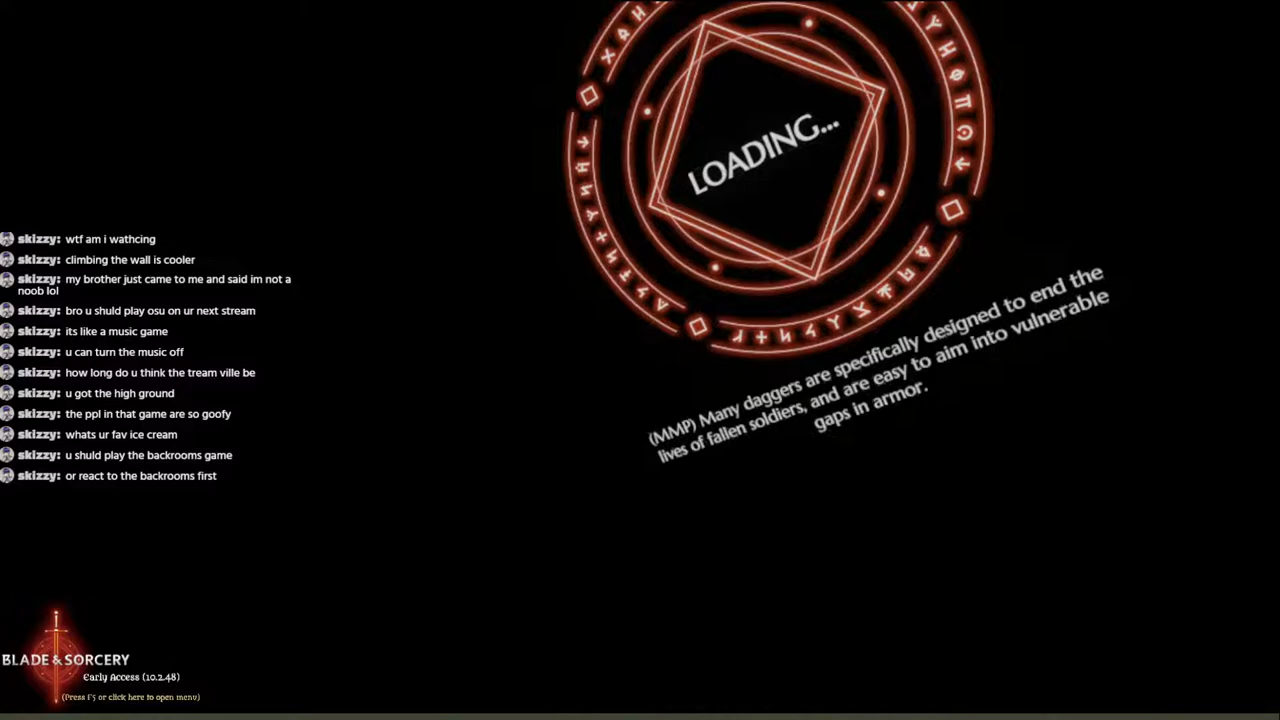 LOADING...
skizzy: wtf am i wathcing
skizzy: climbing the wall is cooler
skizzy: my brother just came to me and said im not a
noob lol
skizzy: bro u shuld play osu on ur next stream
skizzy: its like a music game
skizzy: u can turn the music off
skizzy: how long do u think the tream ville be
skizzy: u got the high ground
skizzy: the ppl in that game are so goofy
skizzy: whats ur fav ice cream
skizzy: u shuld play the backrooms game
skizzy: or react to the backrooms first
(MMP) Many daggers are specifically designed to end the
lives of fallen soldiers, and are easy to aim into vulnerable
gaps in armor.
BLADE & SORCERY
Early Access (10.2.48)
(Press F5 or click here to open menu)